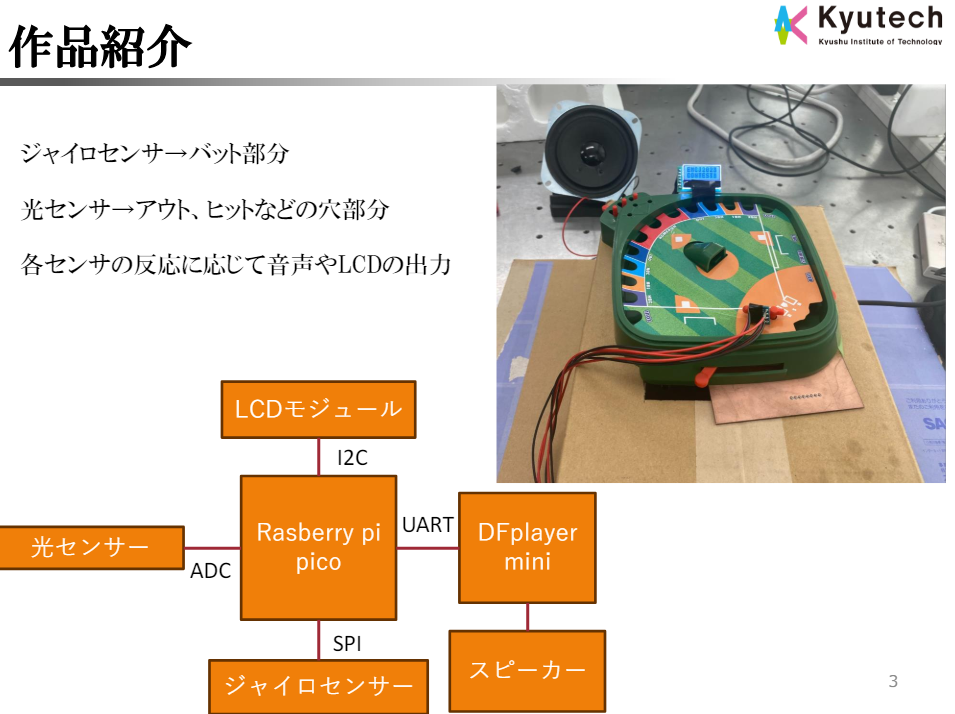 作品紹介
Kyutech
Kyushu Institute of Technology
ジャイロセンサ→バット部分
光センサ→アウト、ヒットなどの穴部分
各センサの反応に応じて音声やLCDの出力
LCDモジュール
I2C
Rasberry pi
pico
UART
DFplayer
mini
光センサー
ADC
SPI
ジャイロセンサー
スピーカー
SA
3